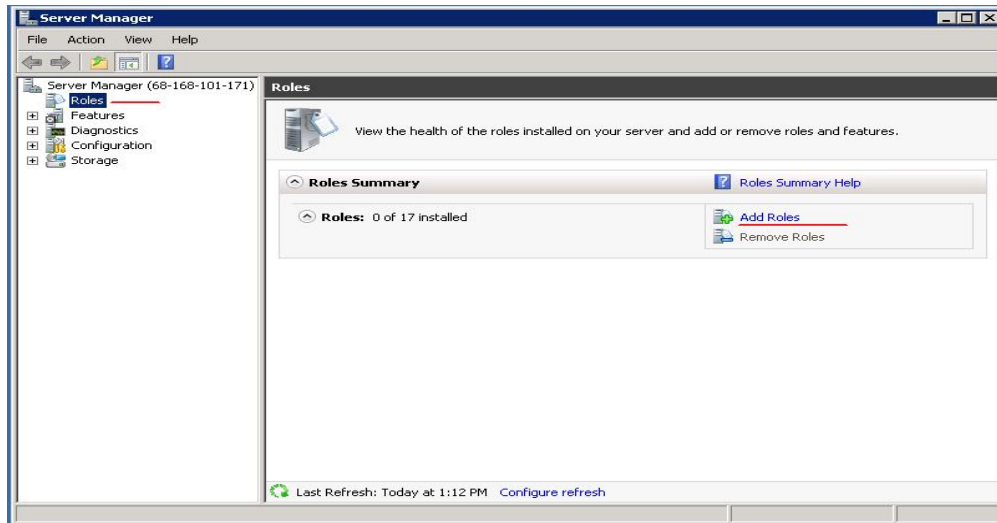 Server Manager
File Action View Help
Server Manager (68-168-101-171)
Roles
Features
Diagnostics
Configuration
Storage
Roles
View the health of the roles installed on your server and add or remove roles and features.
Roles Summary
Roles Summary Help
Roles: 0 of 17 installed
Add Roles
Remove Roles
Last Refresh: Today at 1:12 PM Configure refresh